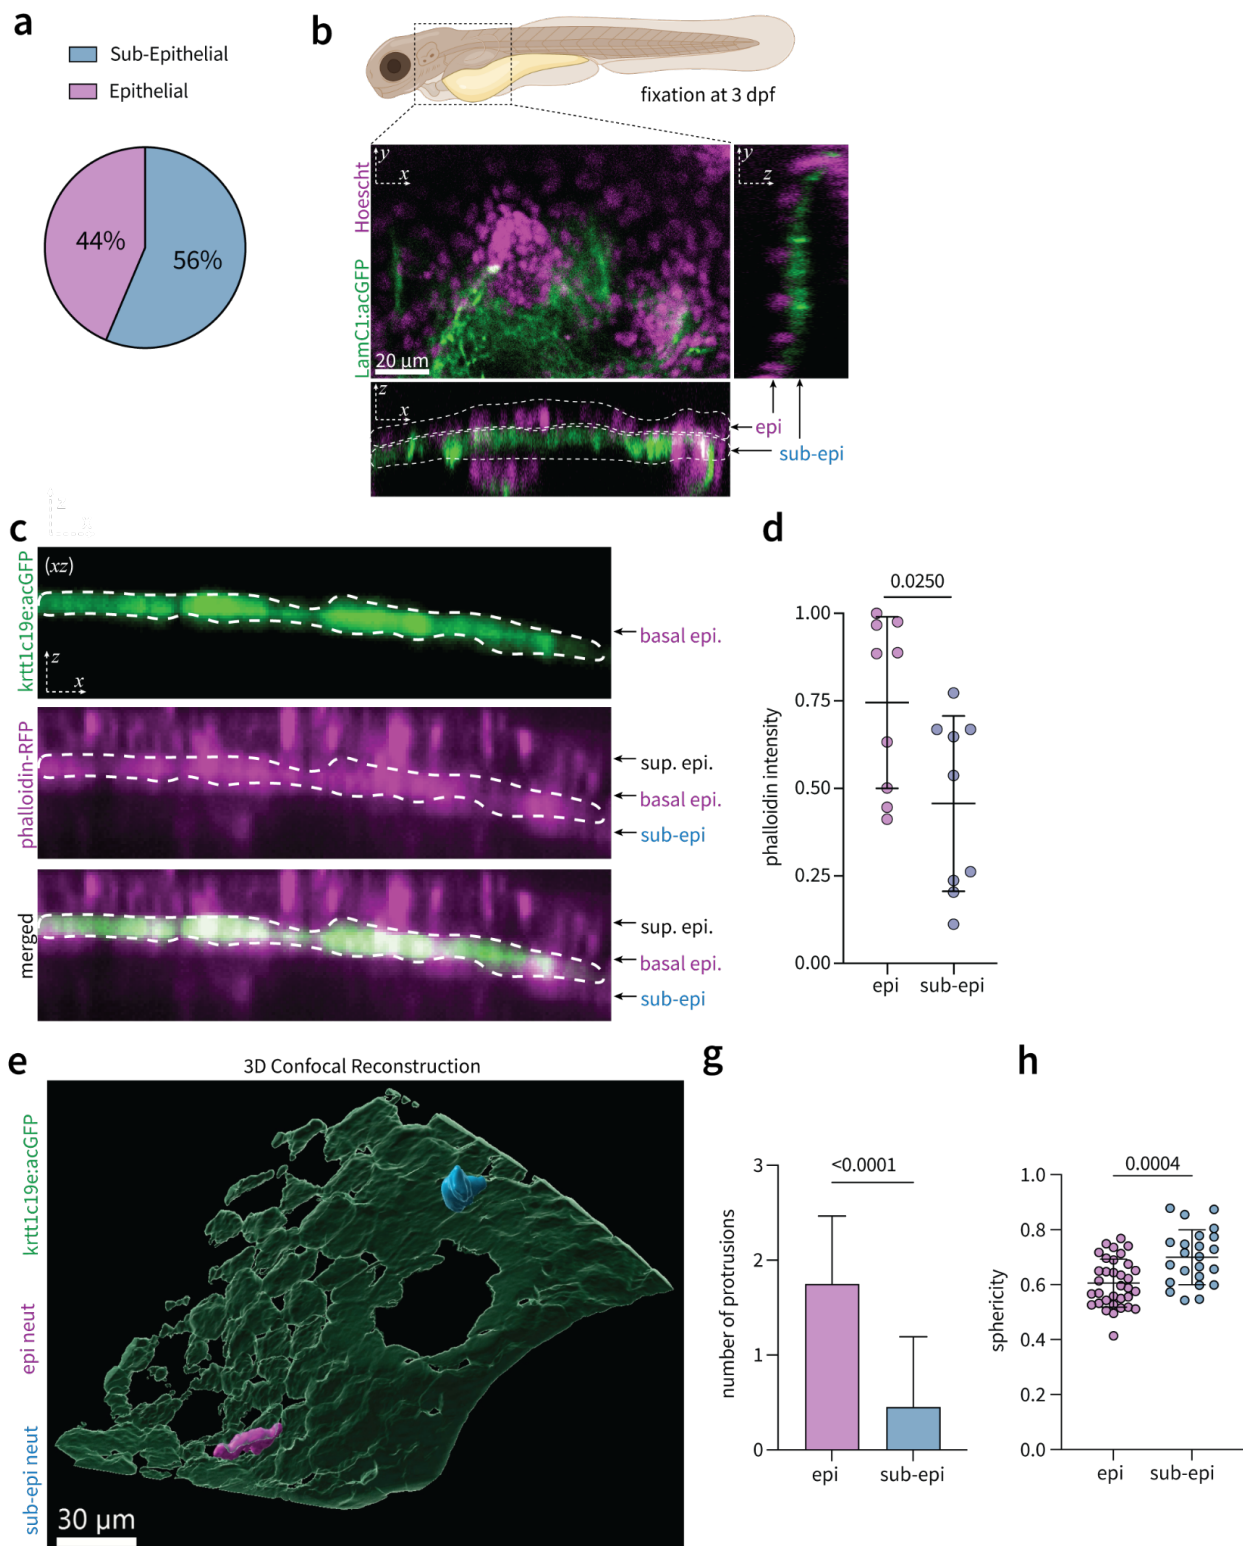 a
Sub-Epithelial
Epithelial
44%
56%
b
fixation at 3 dpf
LamC1:acGFP Hoescht
y
x
20 µm
y
z
z
x
epi
sub-epi
c
krtt1c19e:acGFP
(xz)
z
x
basal epi.
phalloidin-RFP
sup. epi.
basal epi.
sub-epi
merged
sup. epi.
basal epi.
sub-epi
d
0.0250
phalloidin intensity
1.00
0.75
0.50
0.25
0.00
epi sub-epi
e
3D Confocal Reconstruction
sub-epi neut epi neut krtt1c19e:acGFP
30 µm
g
<0.0001
number of protrusions
3
2
1
0
epi sub-epi
h
0.0004
sphericity
1.0
0.8
0.6
0.4
0.2
0.0
epi sub-epi